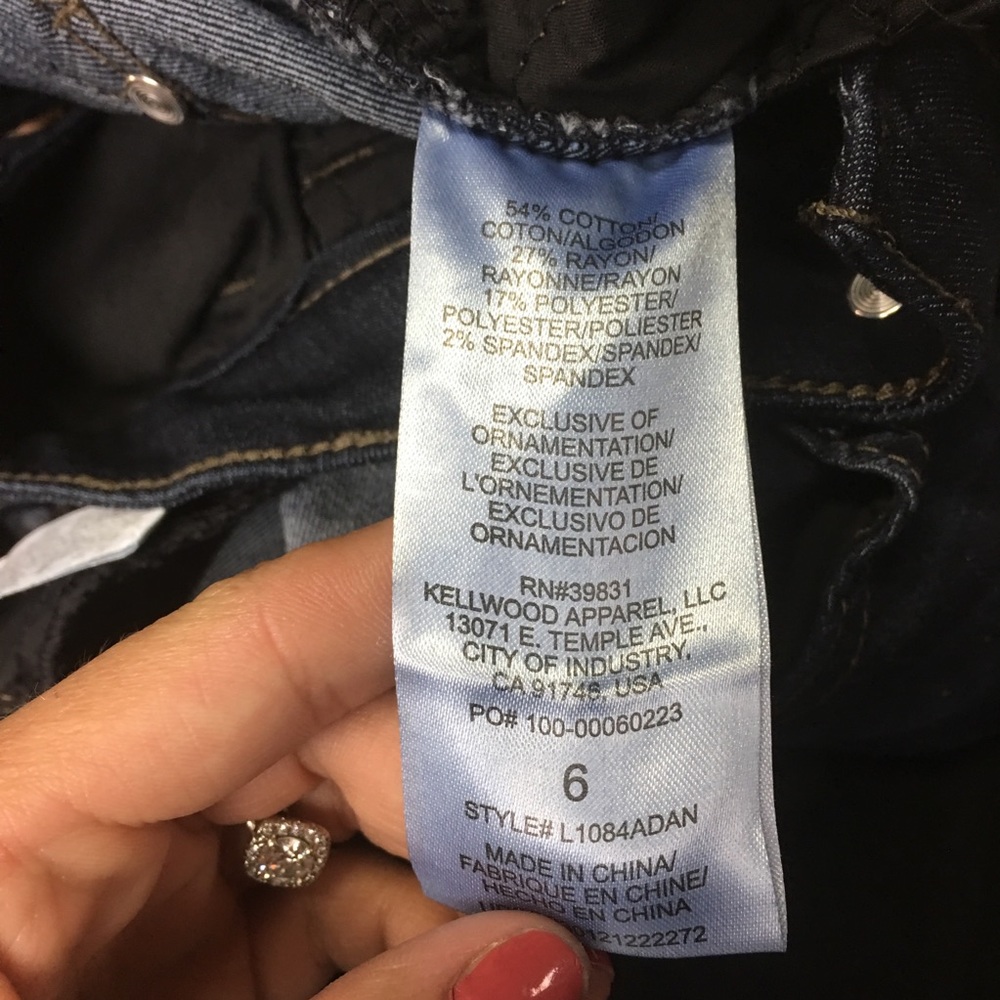 54% COTTON/
COTON/ALGODON
27% RAYON/
RAYONNE/RAYON
17% POLYESTER/
POLYESTER/POLIESTER
2% SPANDEX/SPANDEX/
SPANDEX
EXCLUSIVE OF
ORNAMENTATION/
EXCLUSIVE DE
L'ORNEMENTATION/
EXCLUSIVO DE
ORNAMENTACION
RN#39831
KELLWOOD APPAREL, LLC
13071 E. TEMPLE AVE.,
CITY OF INDUSTRY,
CA 91746, USA
PO# 100-00060223
6
STYLE# L1084ADAN
MADE IN CHINA/
FABRIQUE EN CHINE/
HECHO EN CHINA